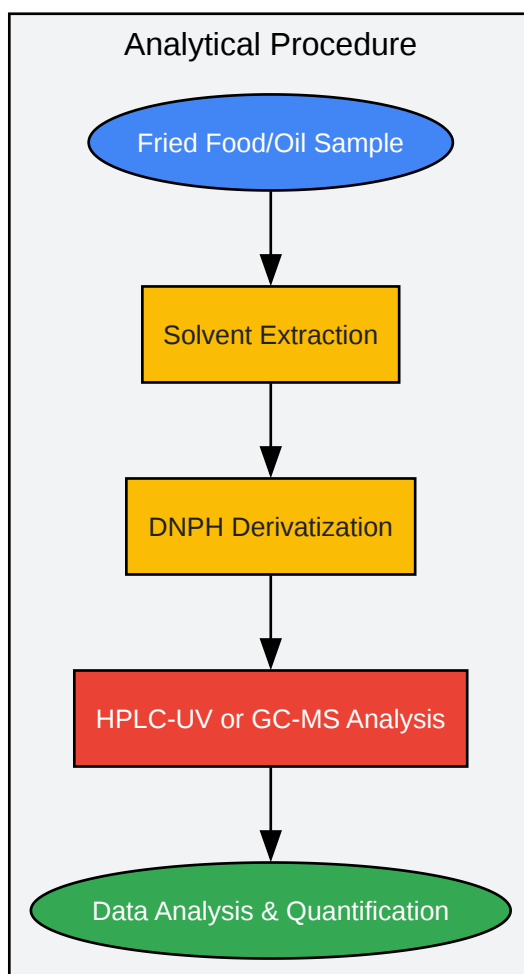 Analytical Procedure
Fried Food/Oil Sample
Solvent Extraction
DNPH Derivatization
HPLC-UV or GC-MS Analysis
Data Analysis & Quantification